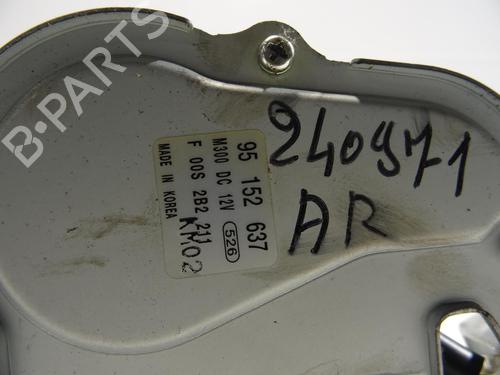 B-PARTS
95 152 637
M300 DC 12V 526
F 00S 2B2 211
MADE IN KOREA
KM02
240971
AR